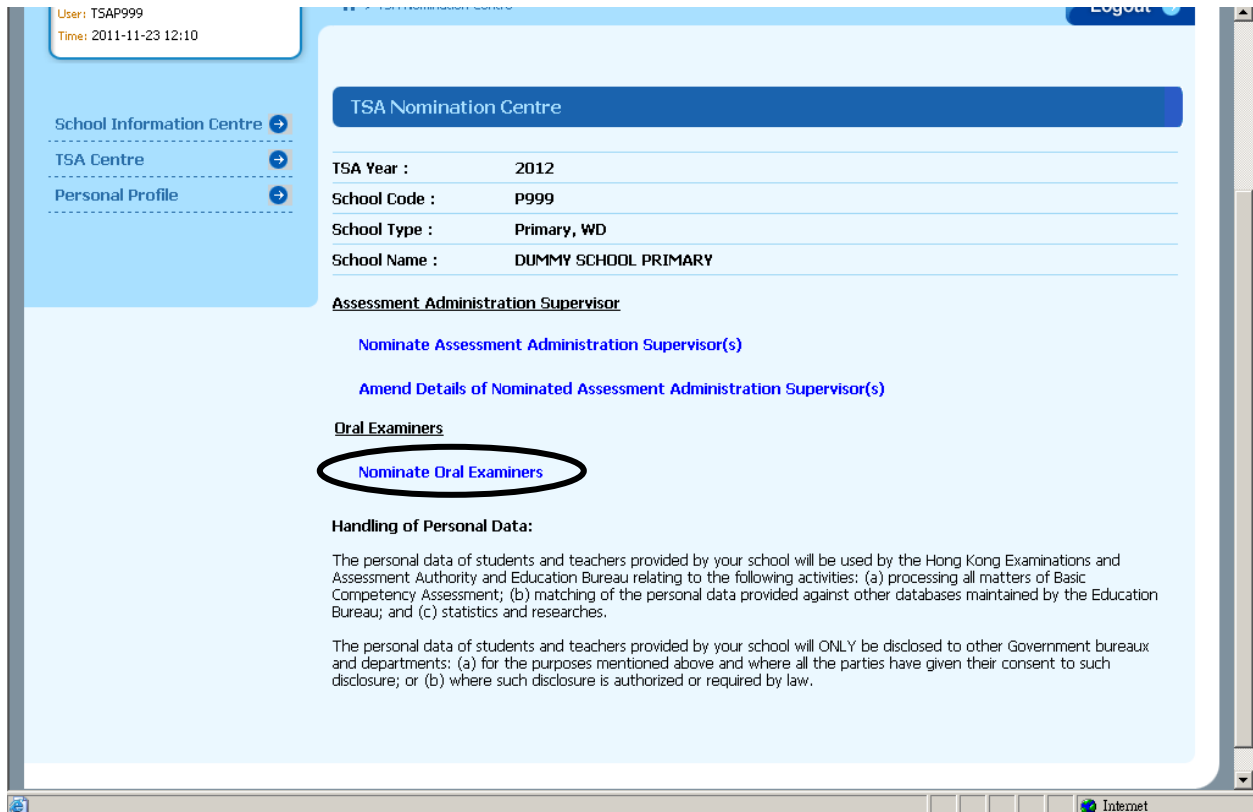 User: TSAP999
> TSA Nomination Centre
Logout
Time: 2011-11-23 12:10
TSA Nomination Centre
School Information Centre
TSA Centre
Personal Profile
TSA Year : 2012
School Code : P999
School Type : Primary, WD
School Name : DUMMY SCHOOL PRIMARY
Assessment Administration Supervisor
Nominate Assessment Administration Supervisor(s)
Amend Details of Nominated Assessment Administration Supervisor(s)
Oral Examiners
Nominate Oral Examiners
Handling of Personal Data:
The personal data of students and teachers provided by your school will be used by the Hong Kong Examinations and
Assessment Authority and Education Bureau relating to the following activities: (a) processing all matters of Basic
Competency Assessment; (b) matching of the personal data provided against other databases maintained by the Education
Bureau; and (c) statistics and researches.
The personal data of students and teachers provided by your school will ONLY be disclosed to other Government bureaux
and departments: (a) for the purposes mentioned above and where all the parties have given their consent to such
disclosure; or (b) where such disclosure is authorized or required by law.
Internet